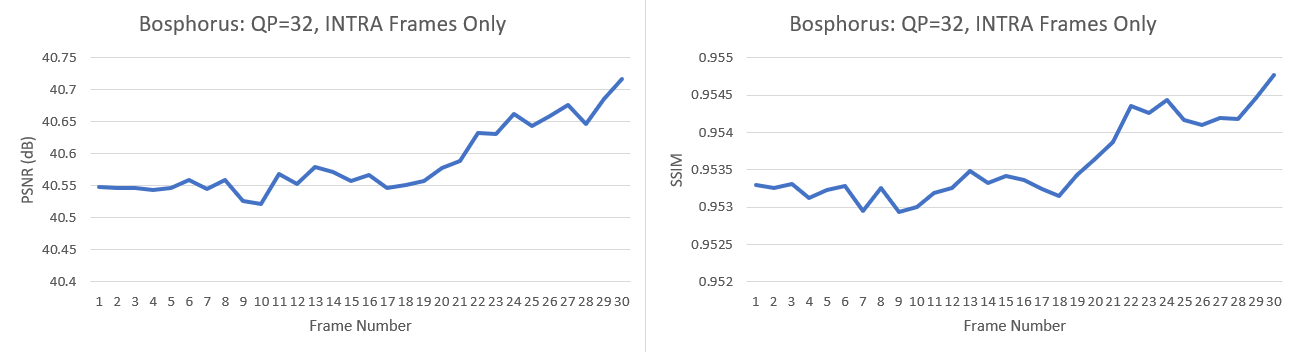 Bosphorus: QP=32, INTRA Frames Only
PSNR (dB)
40.75
40.7
40.65
40.6
40.55
40.5
40.45
40.4
1 2 3 4 5 6 7 8 9 10 11 12 13 14 15 16 17 18 19 20 21 22 23 24 25 26 27 28 29 30
Frame Number
Bosphorus: QP=32, INTRA Frames Only
SSIM
0.955
0.9545
0.954
0.9535
0.953
0.9525
0.952
1 2 3 4 5 6 7 8 9 10 11 12 13 14 15 16 17 18 19 20 21 22 23 24 25 26 27 28 29 30
Frame Number